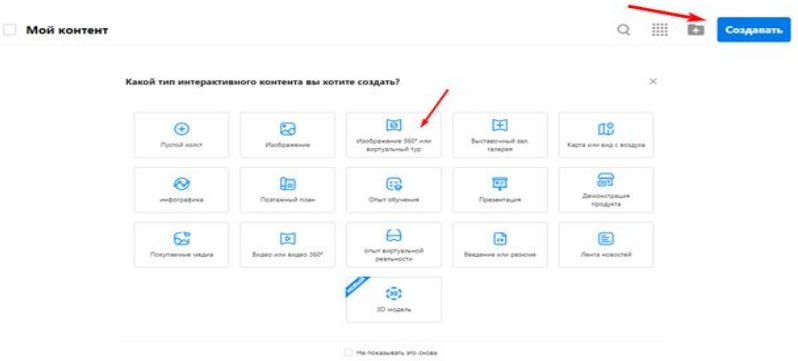 Мой контент
Создавать
Какой тип интерактивного контента вы хотите создать?
Пустой холст
Изображение
Изображение 360° или
виртуальный тур
Выставочный зал,
галерея
Карта или вид с воздуха
инфографика
Поэтажный план
Опыт обучения
Презентация
Демонстрация
продукта
Покупаемые медиа
Видео или видео 360°
опыт виртуальной
реальности
Введение или резюме
Лента новостей
3D модель
Не показывать это снова